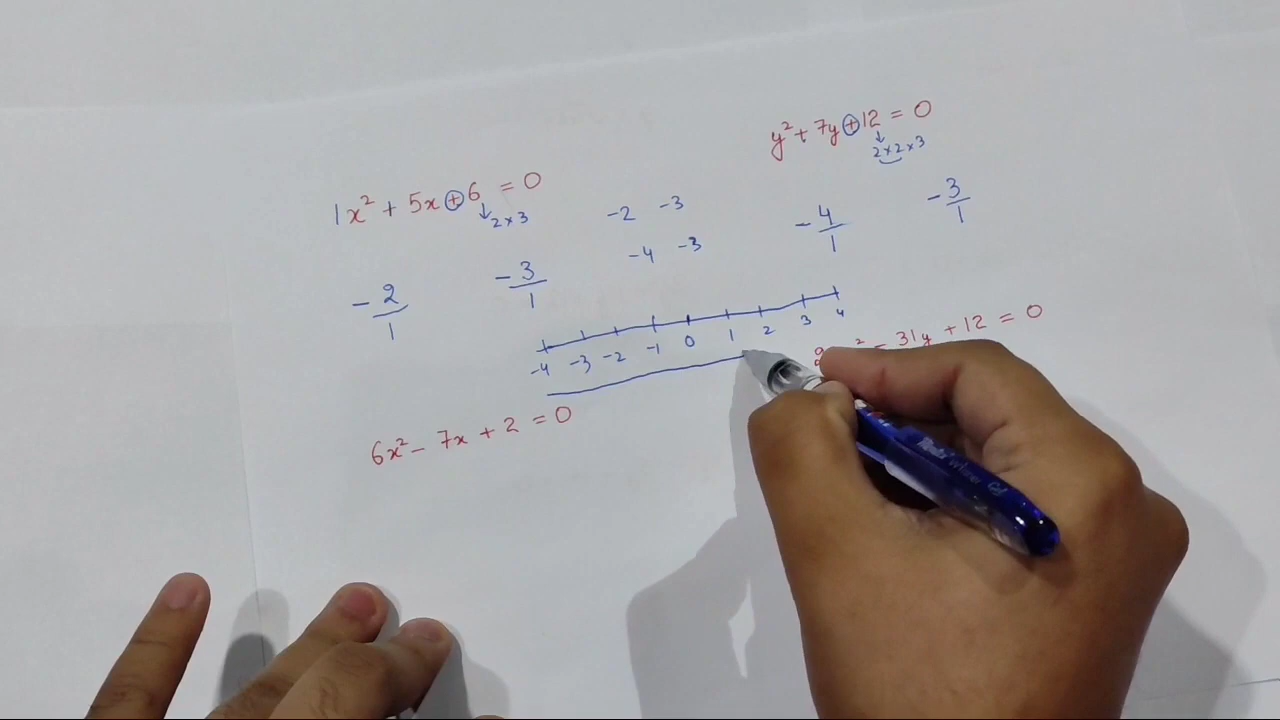 y² + 7y + 12 = 0
2 × 2 × 3
1x² + 5x + 6 = 0
2 × 3
-2 -3
-4 -3
- 4/1
- 3/1
- 2/1
- 3/1
-4 -3 -2 -1 0 1 2 3 4
² - 31y + 12 = 0
6x² - 7x + 2 = 0